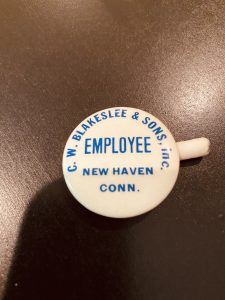 C. W. BLAKESLEE & SONS, Inc.
EMPLOYEE
NEW HAVEN
CONN.